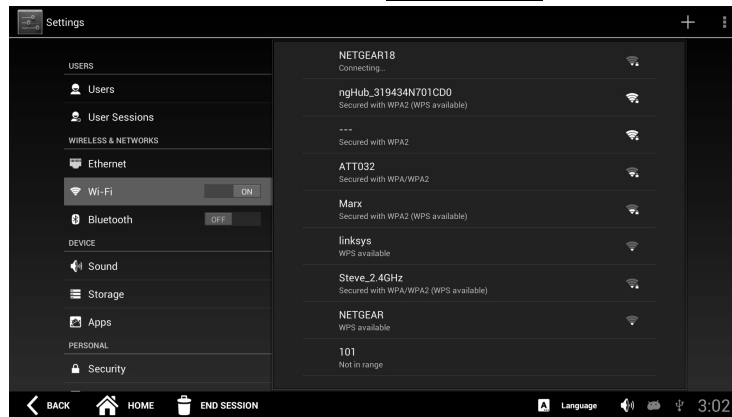 Settings
USERS
Users
User Sessions
WIRELESS & NETWORKS
Ethernet
Wi-Fi ON
Bluetooth OFF
DEVICE
Sound
Storage
Apps
PERSONAL
Security
NETGEAR18
Connecting...
ngHub_319434N701CD0
Secured with WPA2 (WPS available)
---
Secured with WPA2
ATT032
Secured with WPA/WPA2
Marx
Secured with WPA2 (WPS available)
linksys
WPS available
Steve_2.4GHz
Secured with WPA/WPA2 (WPS available)
NETGEAR
WPS available
101
Not in range
BACK HOME END SESSION A Language 3:02